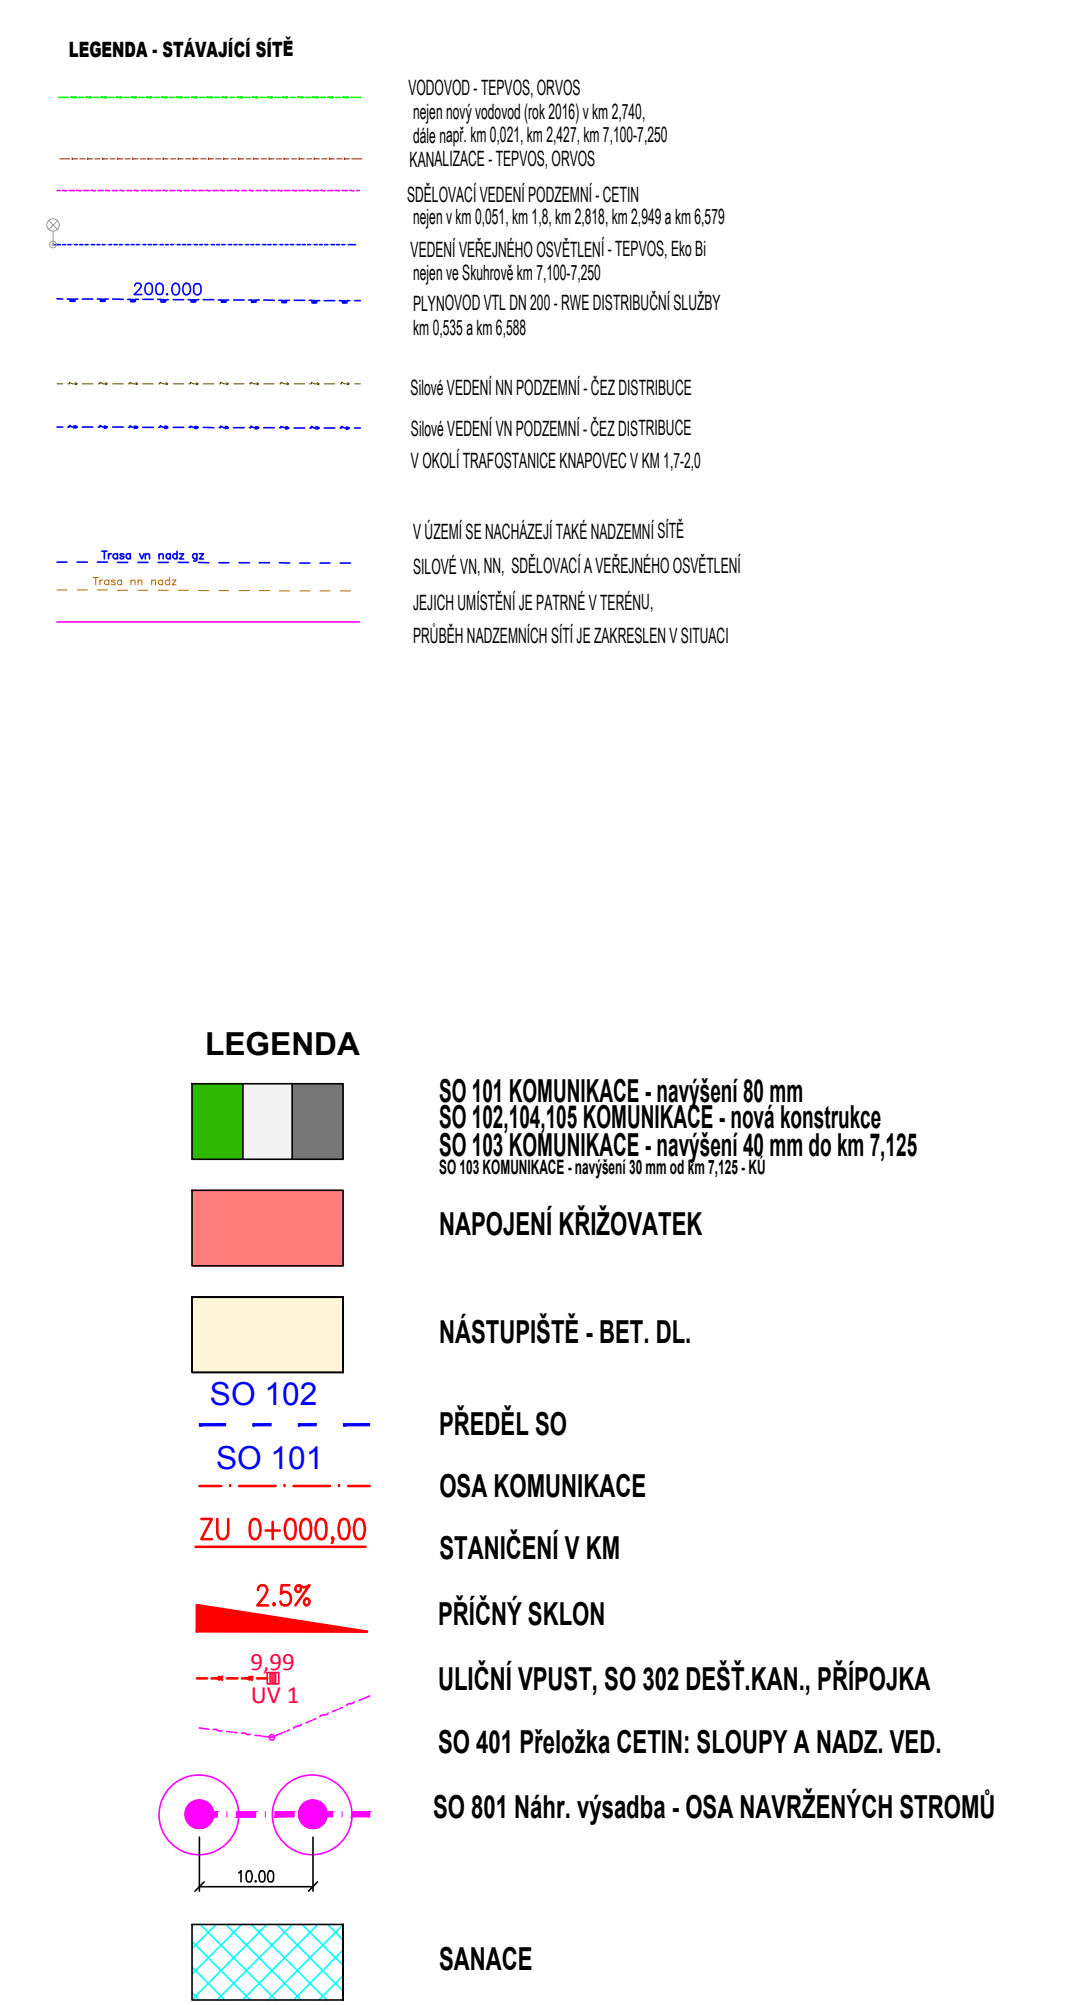 LEGENDA - STÁVAJÍCÍ SÍTĚ
VODOVOD - TEPVOS, ORVOS
nejen nový vodovod (rok 2016) v km 2,740,
dále např. km 0,021, km 2,427, km 7,100-7,250
KANALIZACE - TEPVOS, ORVOS
SDĚLOVACÍ VEDENÍ PODZEMNÍ - CETIN
nejen v km 0,051, km 1,8, km 2,818, km 2,949 a km 6,579
VEDENÍ VEŘEJNÉHO OSVĚTLENÍ - TEPVOS, Eko Bi
nejen ve Skuhrově km 7,100-7,250
200.000
PLYNOVOD VTL DN 200 - RWE DISTRIBUČNÍ SLUŽBY
km 0,535 a km 6,588
Silové VEDENÍ NN PODZEMNÍ - ČEZ DISTRIBUCE
Silové VEDENÍ VN PODZEMNÍ - ČEZ DISTRIBUCE
V OKOLÍ TRAFOSTANICE KNAPOVEC V KM 1,7-2,0
V ÚZEMÍ SE NACHÁZEJÍ TAKÉ NADZEMNÍ SÍTĚ
Trasa vn nadz gz
SILOVÉ VN, NN, SDĚLOVACÍ A VEŘEJNÉHO OSVĚTLENÍ
Trasa nn nadz
JEJICH UMÍSTĚNÍ JE PATRNÉ V TERÉNU,
PRŮBĚH NADZEMNÍCH SÍTÍ JE ZAKRESLEN V SITUACI
LEGENDA
SO 101 KOMUNIKACE - navýšení 80 mm
SO 102,104,105 KOMUNIKACE - nová konstrukce
SO 103 KOMUNIKACE - navýšení 40 mm do km 7,125
SO 103 KOMUNIKACE - navýšení 30 mm od km 7,125 - KÚ
NAPOJENÍ KŘIŽOVATEK
NÁSTUPIŠTĚ - BET. DL.
SO 102
PŘEDĚL SO
SO 101
OSA KOMUNIKACE
ZU 0+000,00
STANIČENÍ V KM
2.5%
PŘÍČNÝ SKLON
9,99
ULIČNÍ VPUST, SO 302 DEŠŤ.KAN., PŘÍPOJKA
UV 1
SO 401 Přeložka CETIN: SLOUPY A NADZ. VED.
SO 801 Náhr. výsadba - OSA NAVRŽENÝCH STROMŮ
10.00
SANACE